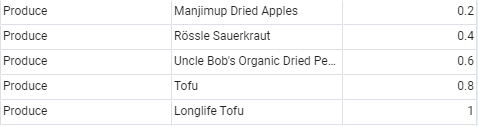 Produce Manjimup Dried Apples 0.2
Produce Rössle Sauerkraut 0.4
Produce Uncle Bob's Organic Dried Pe... 0.6
Produce Tofu 0.8
Produce Longlife Tofu 1